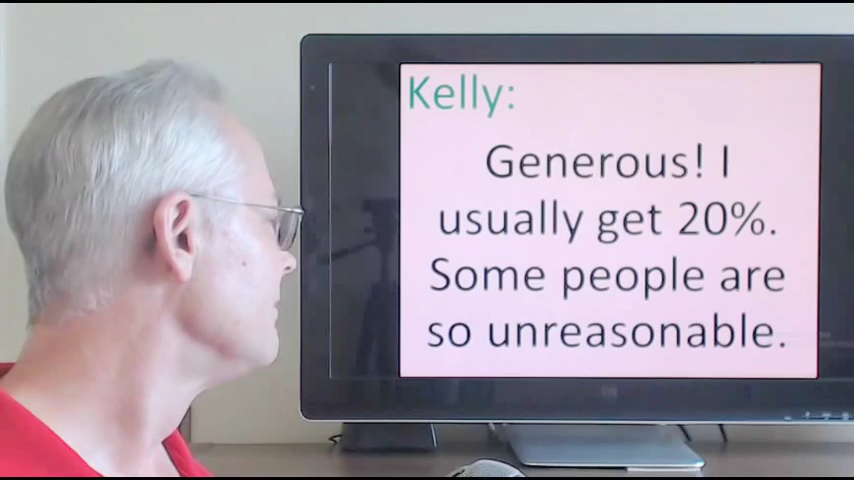 Kelly:
Generous! I
usually get 20%.
Some people are
so unreasonable.